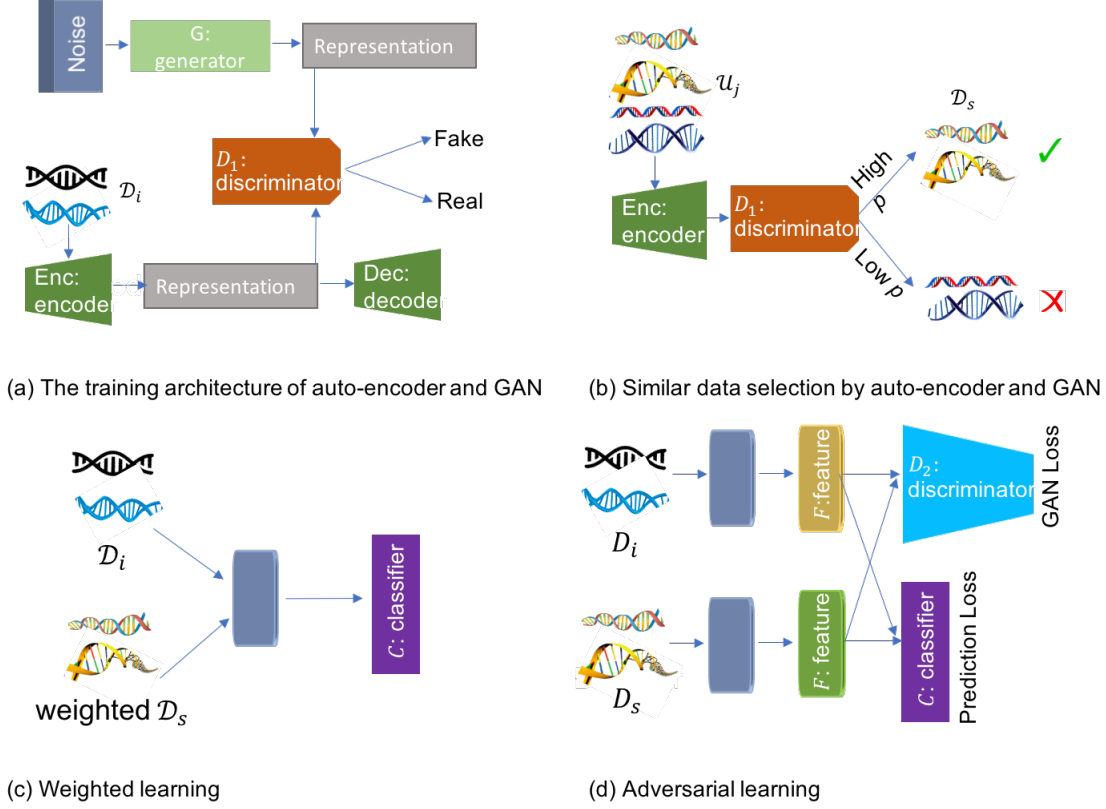 Noise
G:
generator
Representation
D₁:
discriminator
Fake
Real
𝒟ᵢ
Enc:
encoder
Representation
Dec:
decoder
(a) The training architecture of auto-encoder and GAN
𝒰ⱼ
Enc:
encoder
D₁:
discriminator
High
p
Low p
𝒟ₛ
(b) Similar data selection by auto-encoder and GAN
𝒟ᵢ
weighted 𝒟ₛ
C: classifier
(c) Weighted learning
Dᵢ
F:feature
D₂:
discriminator
GAN Loss
Dₛ
F: feature
C: classifier
Prediction Loss
(d) Adversarial learning